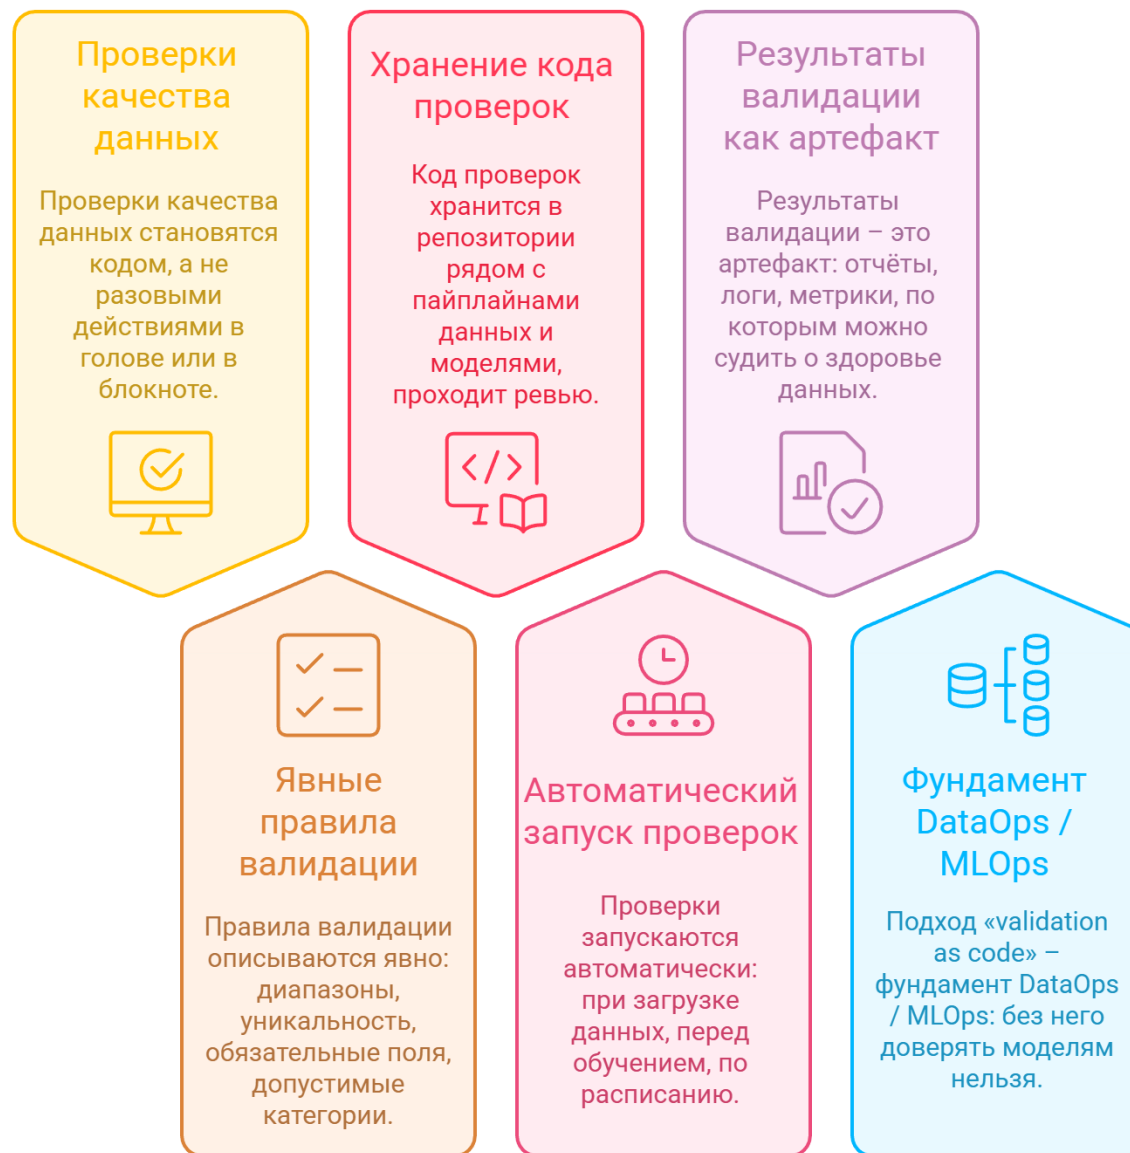 Проверки
качества
данных
Проверки качества
данных становятся
кодом, а не
разовыми
действиями в
голове или в
блокноте.
Явные
правила
валидации
Правила валидации
описываются явно:
диапазоны,
уникальность,
обязательные поля,
допустимые
категории.
Хранение кода
проверок
Код проверок
хранится в
репозитории
рядом с
пайплайнами
данных и
моделями,
проходит ревью.
Автоматический
запуск проверок
Проверки
запускаются
автоматически:
при загрузке
данных, перед
обучением, по
расписанию.
Результаты
валидации
как артефакт
Результаты
валидации – это
артефакт: отчёты,
логи, метрики, по
которым можно
судить о здоровье
данных.
Фундамент
DataOps /
MLOps
Подход «validation
as code» –
фундамент DataOps
/ MLOps: без него
доверять моделям
нельзя.